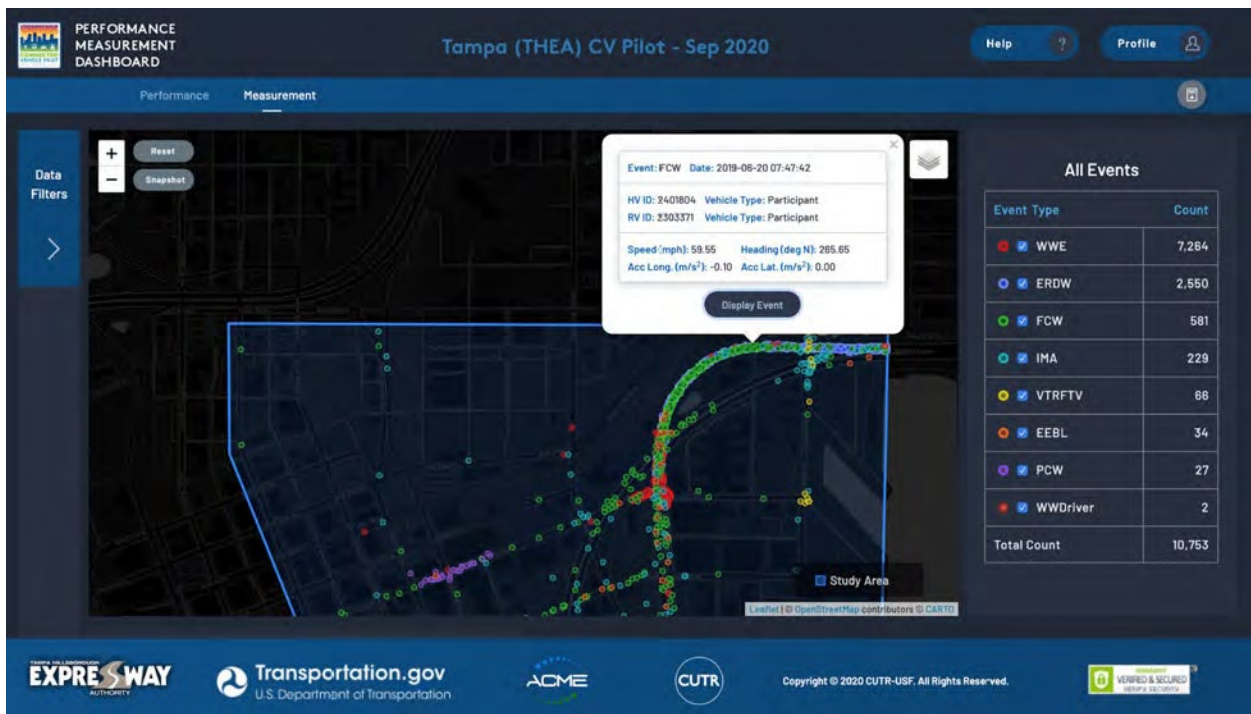 PERFORMANCE
MEASUREMENT
DASHBOARD
Tampa (THEA) CV Pilot - Sep 2020
Help ?
Profile
Performance Measurement
Data
Filters
+
−
Reset
Snapshot
×
Event: FCW Date: 2019-06-20 07:47:42
HV ID: 2401804 Vehicle Type: Participant
RV ID: 2303371 Vehicle Type: Participant
Speed (mph): 59.55 Heading (deg N): 265.65
Acc Long. (m/s²): -0.10 Acc Lat. (m/s²): 0.00
Display Event
Study Area
Leaflet | © OpenStreetMap contributors © CARTO
All Events
Event Type Count
WWE 7,264
ERDW 2,550
FCW 581
IMA 229
VTRFTV 66
EEBL 34
PCW 27
WWDriver 2
Total Count 10,753
EXPRESSWAY
AUTHORITY
Transportation.gov
U.S. Department of Transportation
ACME
CUTR
Copyright © 2020 CUTR-USF. All Rights Reserved.
VERIFIED & SECURED
VERIFY SECURITY